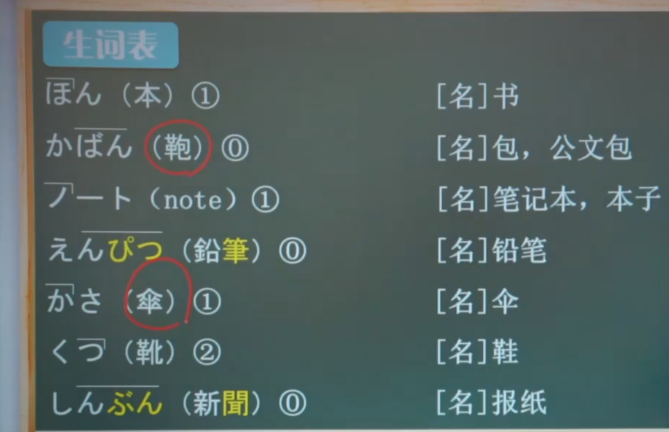 生词表
ほん（本）① [名]书
かばん（鞄）⓪ [名]包，公文包
ノート（note）① [名]笔记本，本子
えんぴつ（鉛筆）⓪ [名]铅笔
かさ（傘）① [名]伞
くつ（靴）② [名]鞋
しんぶん（新聞）⓪ [名]报纸